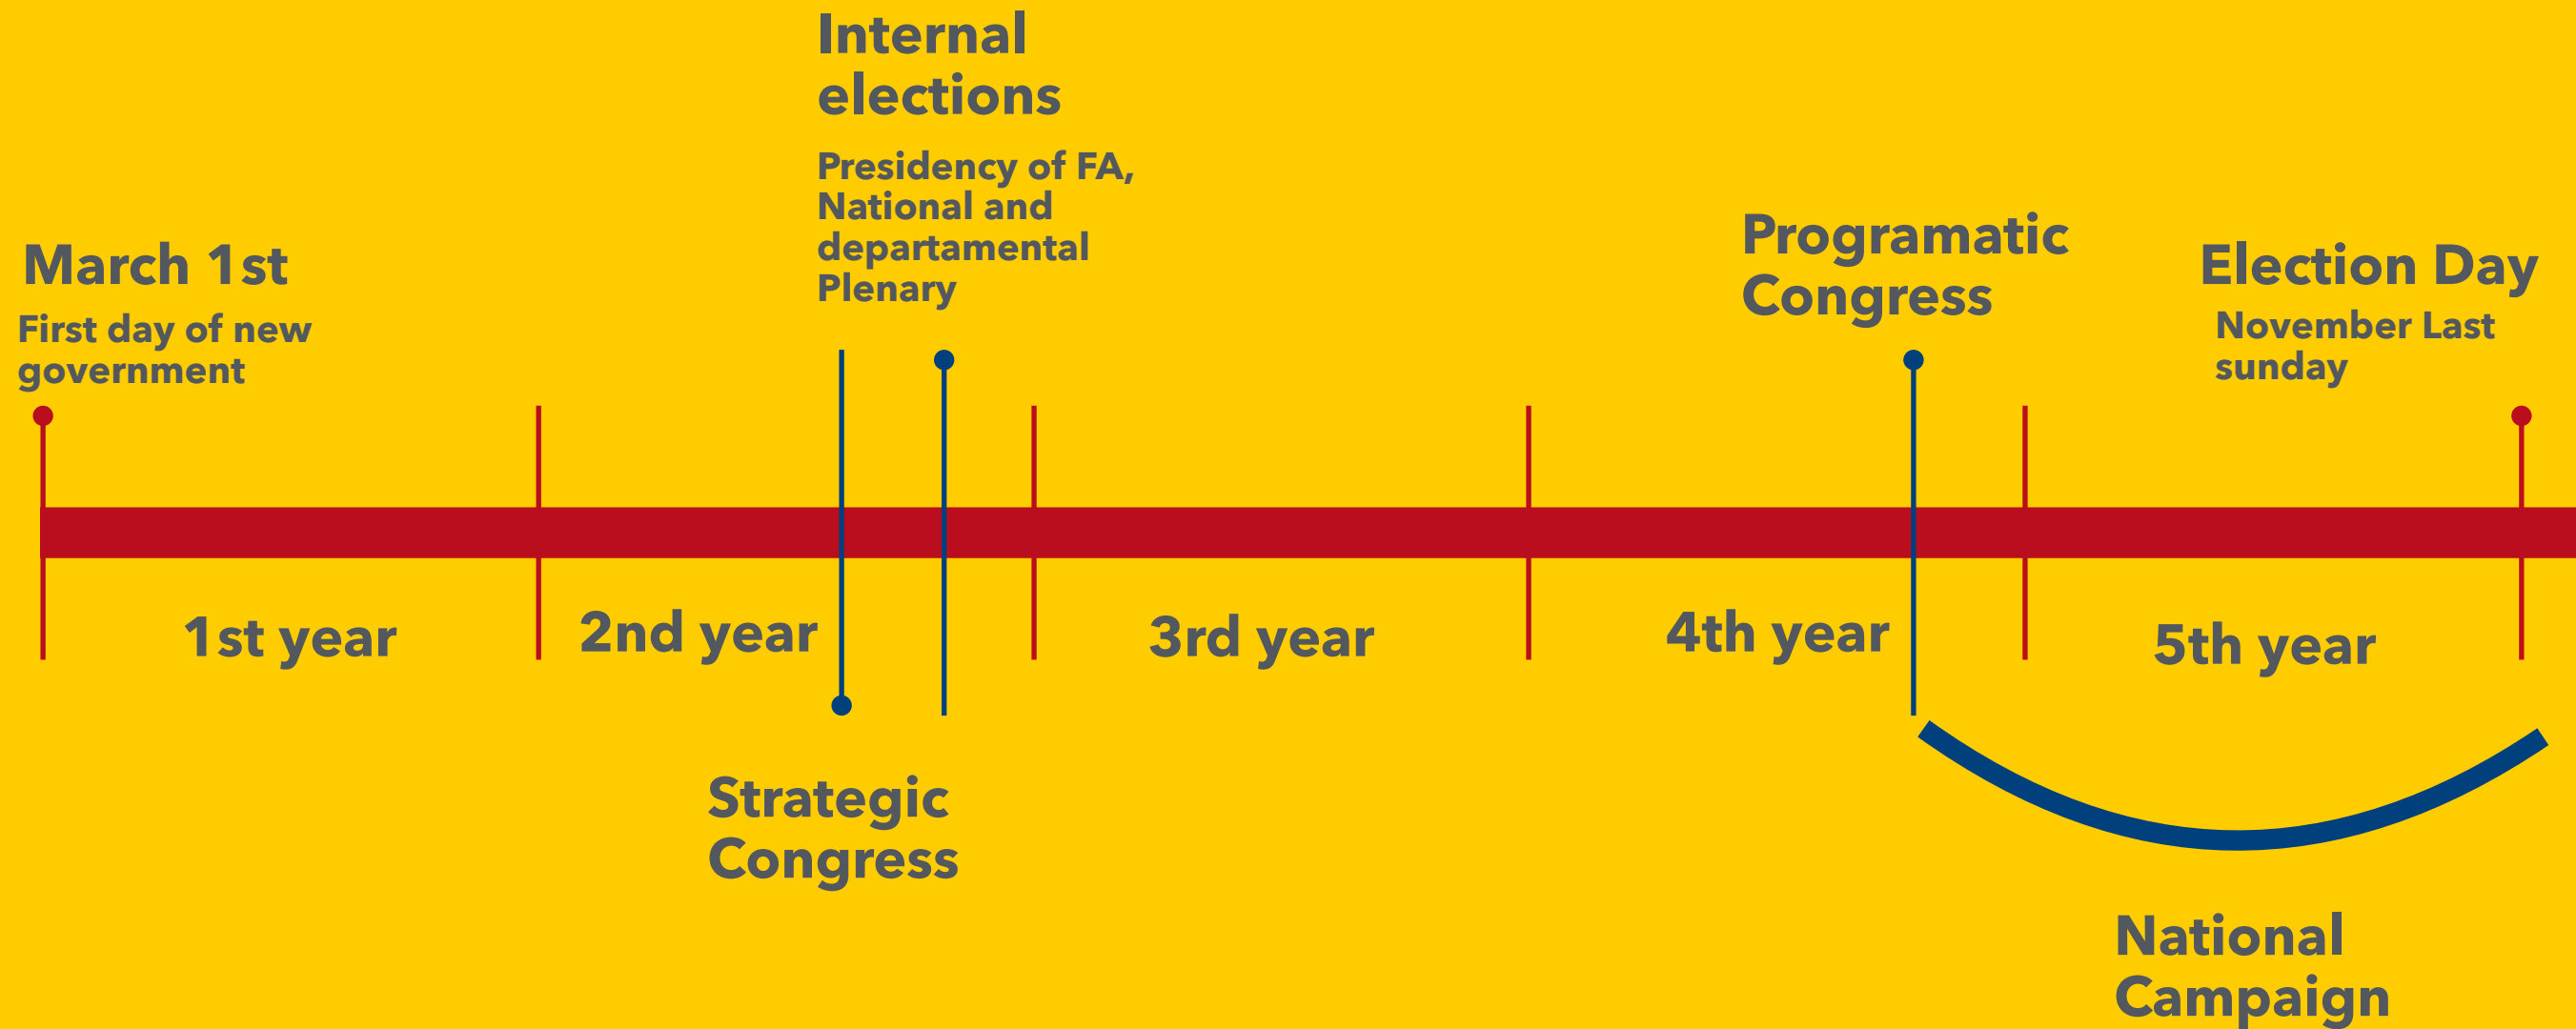 Internal
elections
Presidency of FA,
National and
departamental
Plenary
March 1st
First day of new
government
Programatic
Congress
Election Day
November Last
sunday
1st year
2nd year
3rd year
4th year
5th year
Strategic
Congress
National
Campaign